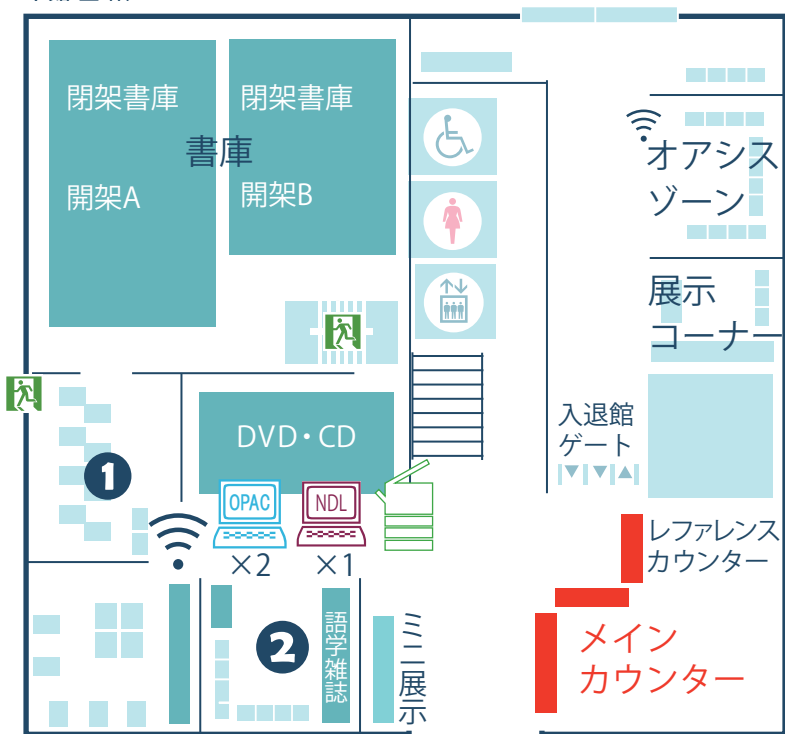 閉架書庫
閉架書庫
書庫
開架A
開架B
オアシス
ゾーン
展示
コーナー
入退館
ゲート
DVD・CD
1
OPAC
NDL
×2
×1
レファレンス
カウンター
2
語学雑誌
ミニ展示
メイン
カウンター